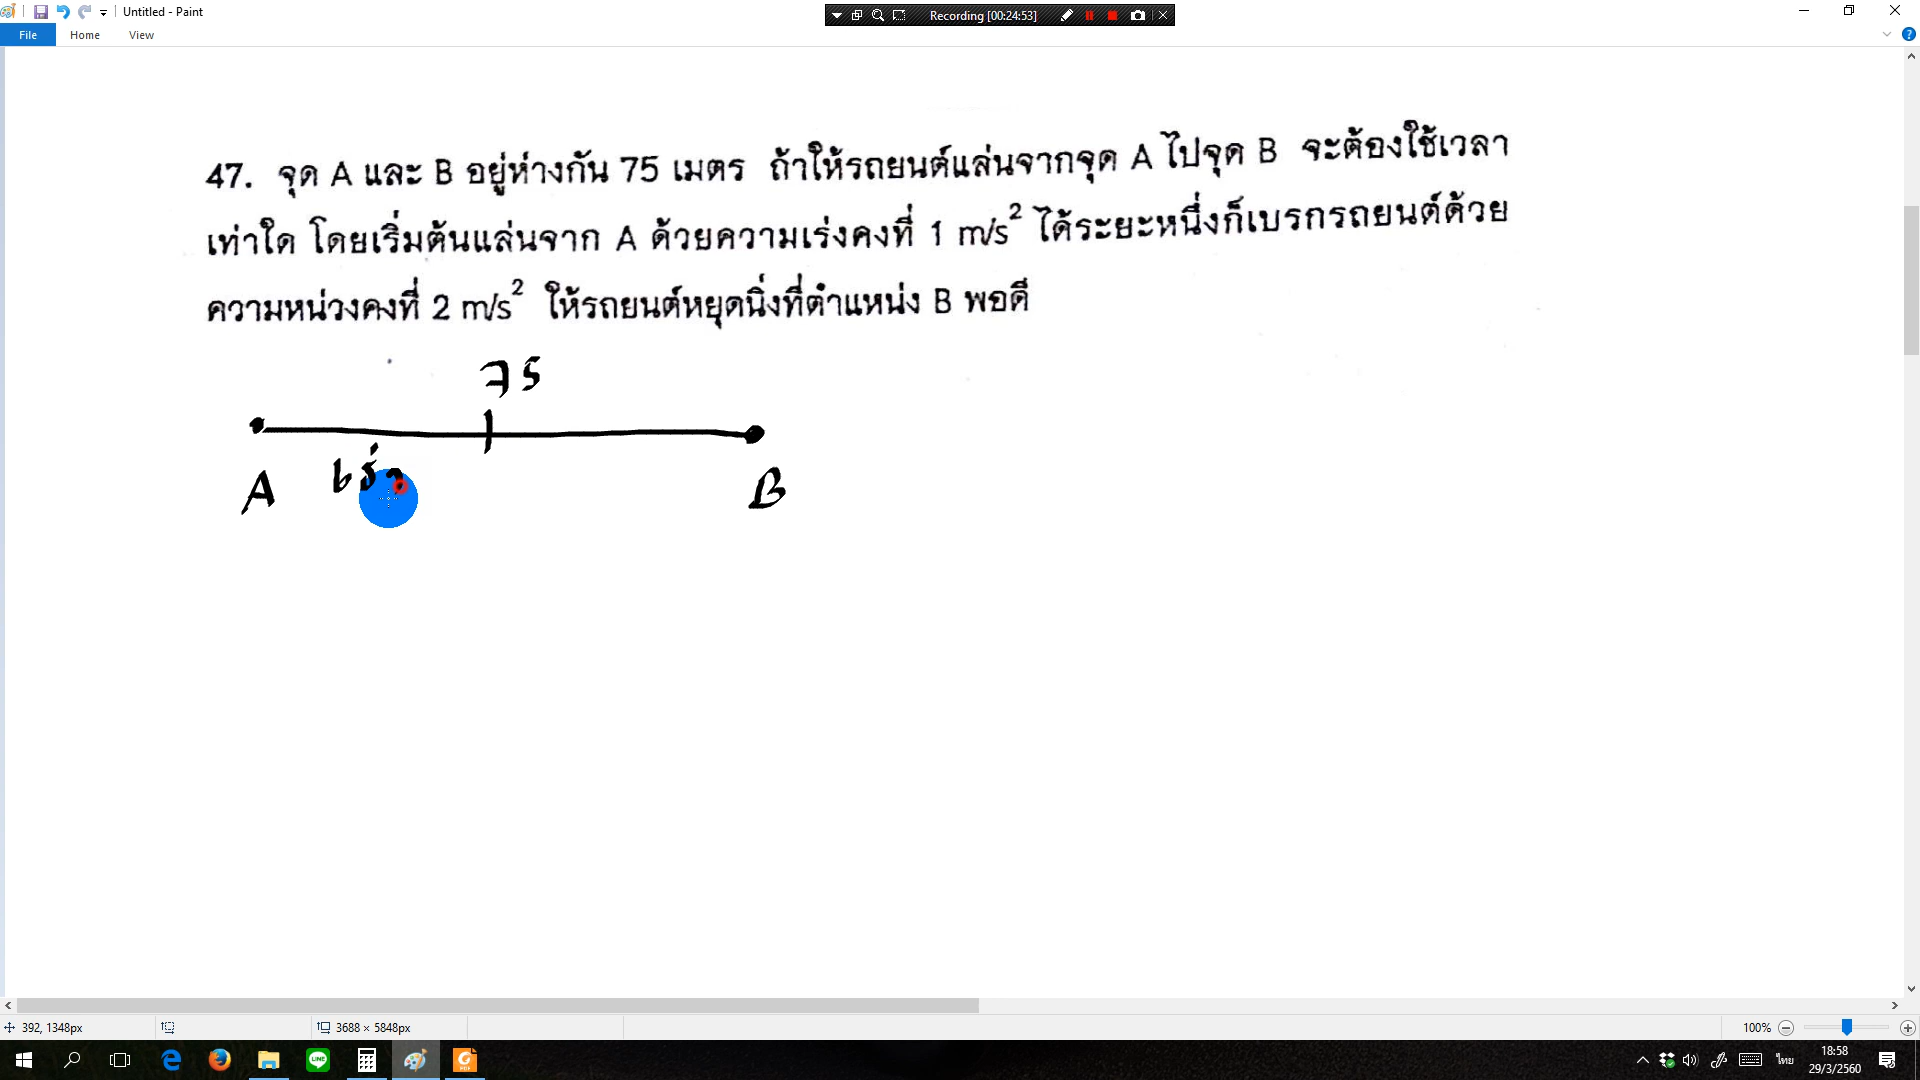 Untitled - Paint
Recording [00:24:53]
File Home View
47. จุด A และ B อยู่ห่างกัน 75 เมตร ถ้าให้รถยนต์แล่นจากจุด A ไปจุด B จะต้องใช้เวลา
เท่าใด โดยเริ่มต้นแล่นจาก A ด้วยความเร่งคงที่ 1 m/s² ได้ระยะหนึ่งก็เบรกรถยนต์ด้วย
ความหน่วงคงที่ 2 m/s² ให้รถยนต์หยุดนิ่งที่ตำแหน่ง B พอดี
75
A B
392, 1348px 3688 × 5848px 100%
LINE
ไทย
18:58
29/3/2560